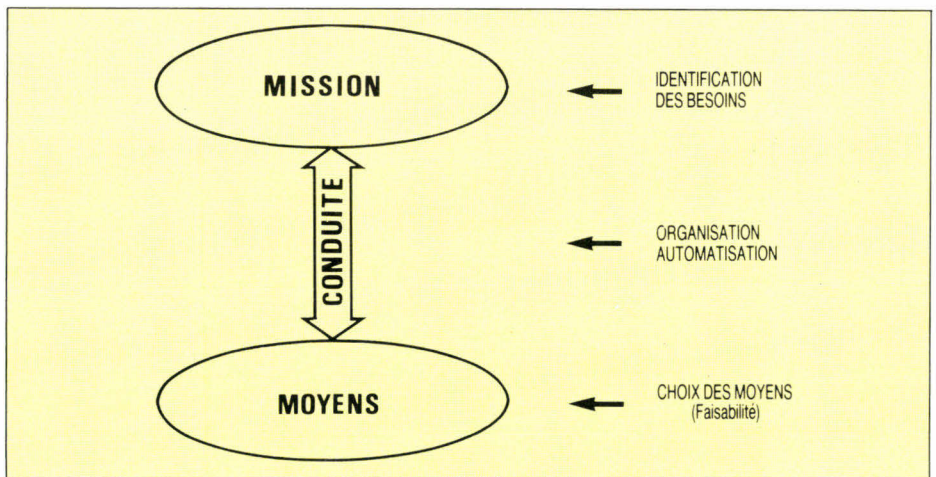 MISSION
IDENTIFICATION
DES BESOINS
CONDUITE
ORGANISATION
AUTOMATISATION
MOYENS
CHOIX DES MOYENS
(Faisabilité)